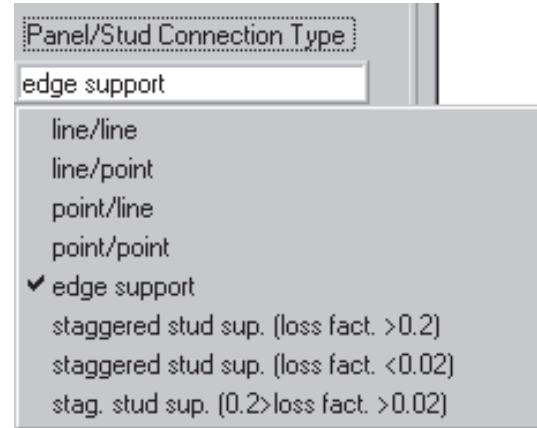 Panel/Stud Connection Type
edge support
line/line
line/point
point/line
point/point
✔ edge support
staggered stud sup. (loss fact. >0.2)
staggered stud sup. (loss fact. <0.02)
stag. stud sup. (0.2>loss fact. >0.02)